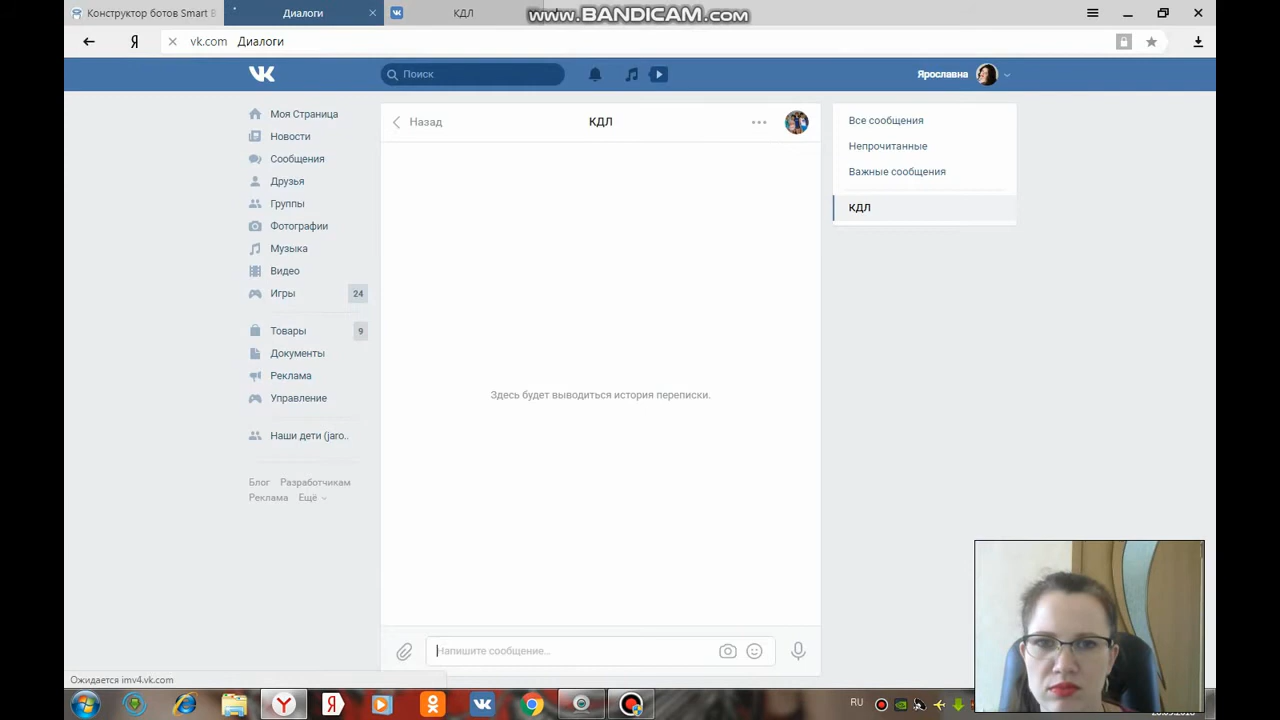 Конструктор ботов Smart B
Диалоги
КДЛ
www.BANDICAM.com
Я
vk.com Диалоги
Поиск
Ярославна
Моя Страница
Новости
Сообщения
Друзья
Группы
Фотографии
Музыка
Видео
Игры 24
Товары 9
Документы
Реклама
Управление
Наши дети (jaro..
Блог Разработчикам
Реклама Ещё
Назад
КДЛ
Здесь будет выводиться история переписки.
Напишите сообщение...
Все сообщения
Непрочитанные
Важные сообщения
КДЛ
Ожидается imv4.vk.com
RU